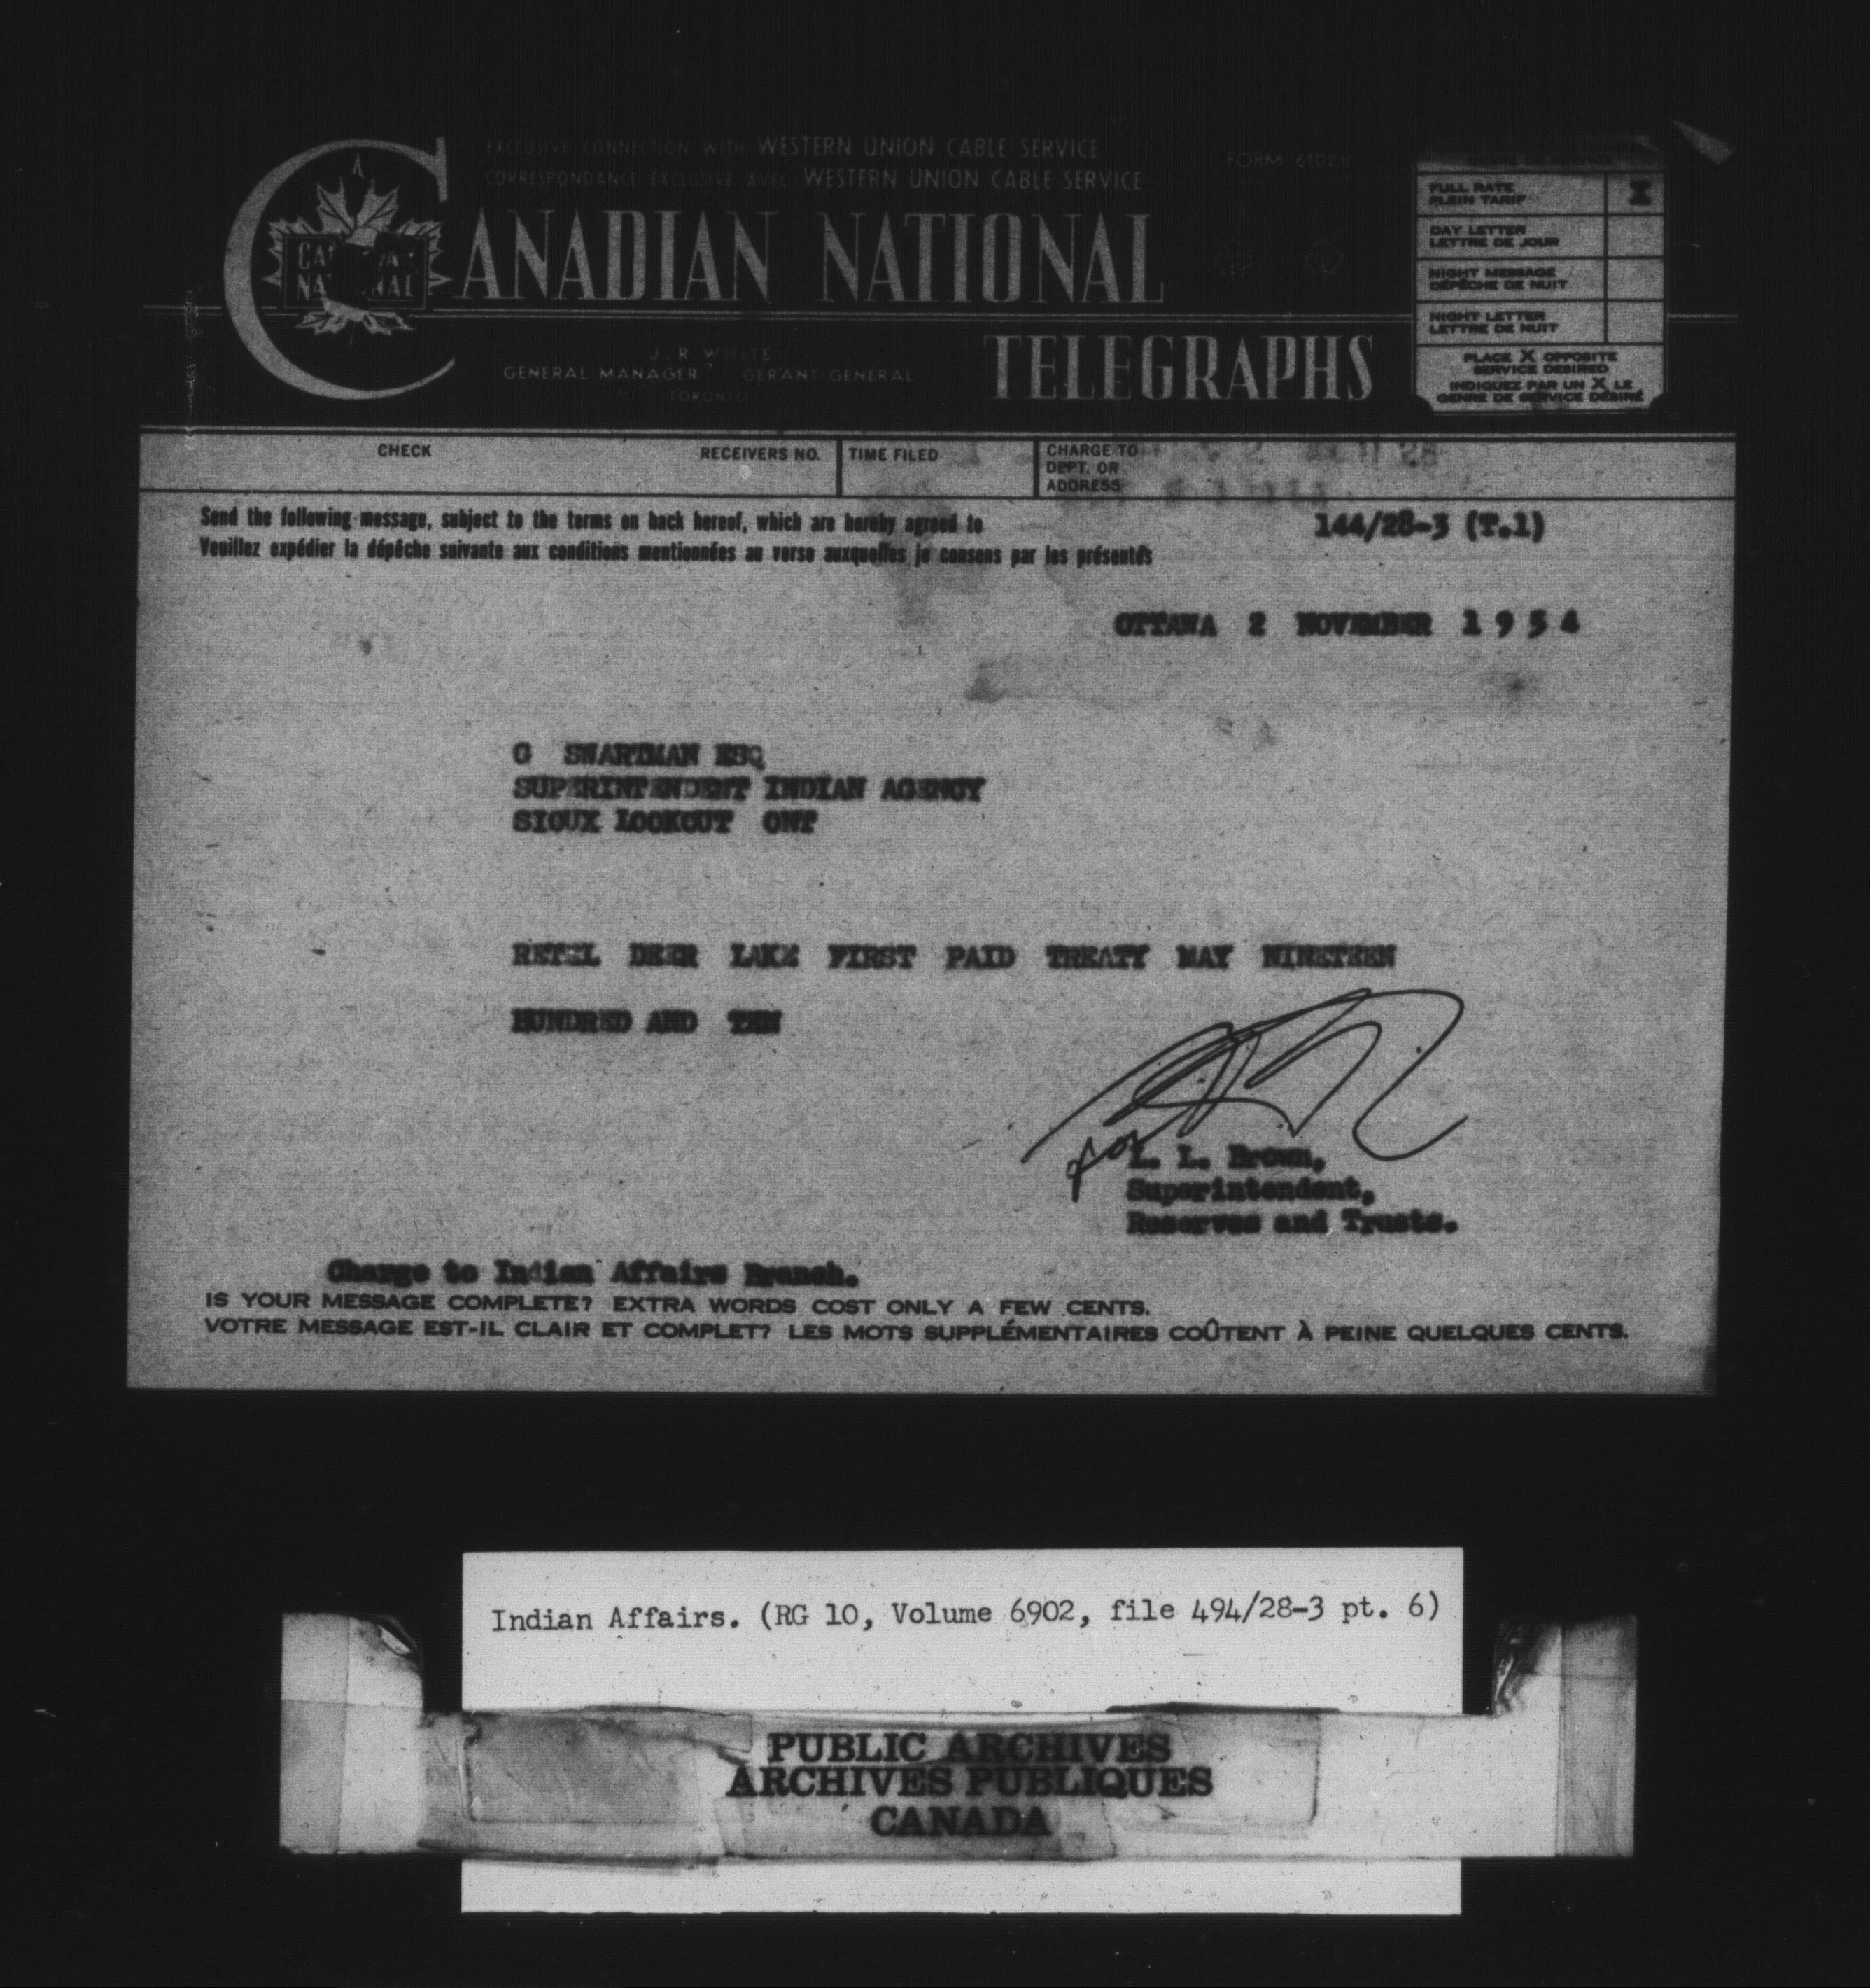 EXCLUSIVE CONNECTION WITH WESTERN UNION CABLE SERVICE
CORRESPONDANCE EXCLUSIVE AVEC WESTERN UNION CABLE SERVICE
FORM 6102 B
CANADIAN NATIONAL
TELEGRAPHS
J. R. WHITE
GENERAL MANAGER GERANT GENERAL
TORONTO
FULL RATE
PLEIN TARIF X
DAY LETTER
LETTRE DE JOUR
NIGHT MESSAGE
DÉPÊCHE DE NUIT
NIGHT LETTER
LETTRE DE NUIT
PLACE X OPPOSITE
SERVICE DESIRED
INDIQUEZ PAR UN X LE
GENRE DE SERVICE DÉSIRÉ
CHECK
RECEIVERS NO.
TIME FILED
CHARGE TO
DEPT. OR
ADDRESS
Send the following message, subject to the terms on back hereof, which are hereby agreed to
Veuillez expédier la dépêche suivante aux conditions mentionnées au verso auxquelles je consens par les présentés
144/28-3 (T.1)
OTTAWA 2 NOVEMBER 1954
G SWARTMAN ESQ
SUPERINTENDENT INDIAN AGENCY
SIOUX LOOKOUT ONT
RETEL DEER LAKE FIRST PAID TREATY MAY NINETEEN
HUNDRED AND TEN
for
L. L. Brown,
Superintendent,
Reserves and Trusts.
Charge to Indian Affairs Branch.
IS YOUR MESSAGE COMPLETE? EXTRA WORDS COST ONLY A FEW CENTS.
VOTRE MESSAGE EST-IL CLAIR ET COMPLET? LES MOTS SUPPLÉMENTAIRES COÛTENT À PEINE QUELQUES CENTS.
Indian Affairs. (RG 10, Volume 6902, file 494/28-3 pt. 6)
PUBLIC ARCHIVES
ARCHIVES PUBLIQUES
CANADA